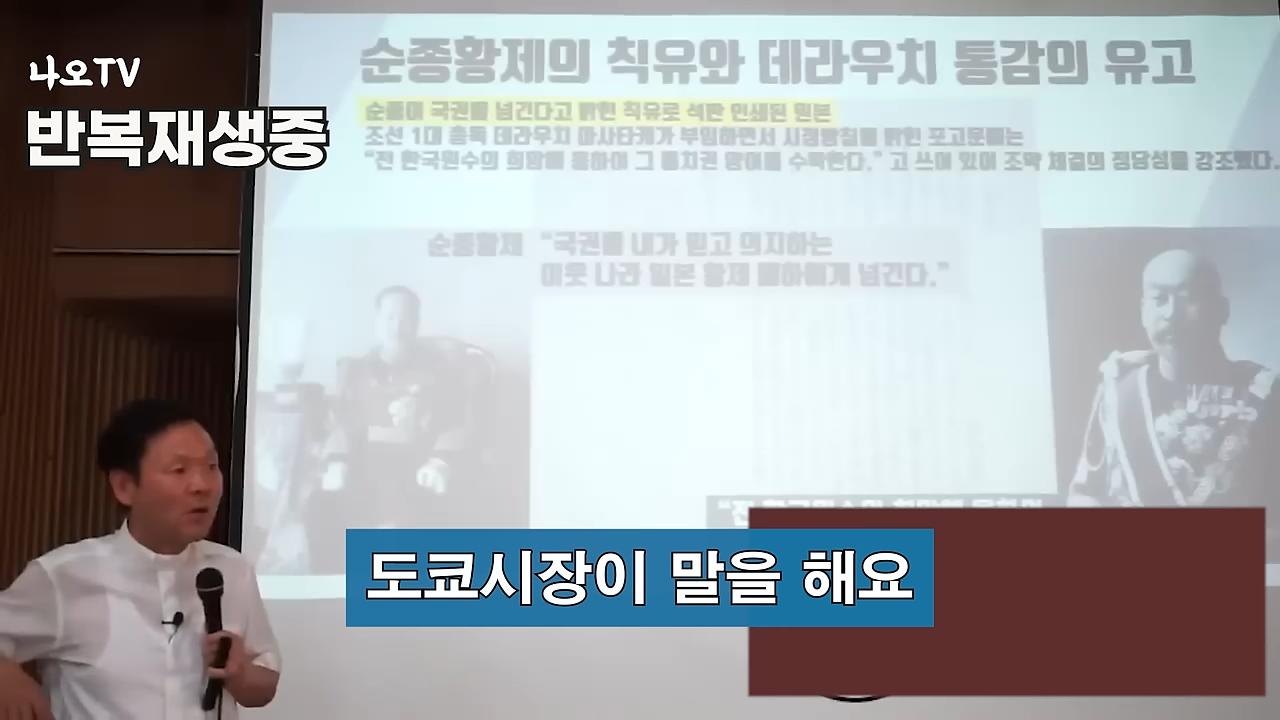 나오TV
반복재생중
순종황제의 칙유와 데라우치 통감의 유고
순종이 국권을 넘긴다고 밝힌 칙유로 석판 인쇄된 원본
조선 1대 총독 데라우치 마사타케가 부임하면서 시정방침을 밝힌 포고문에는
“전 한국원수의 희망에 응하여 그 통치권 양여를 수락한다.” 고 쓰여 있어 조약 체결의 정당성을 강조했다.
순종황제 “국권을 내가 믿고 의지하는
이웃 나라 일본 황제 폐하에게 넘긴다.”
도쿄시장이 말을 해요